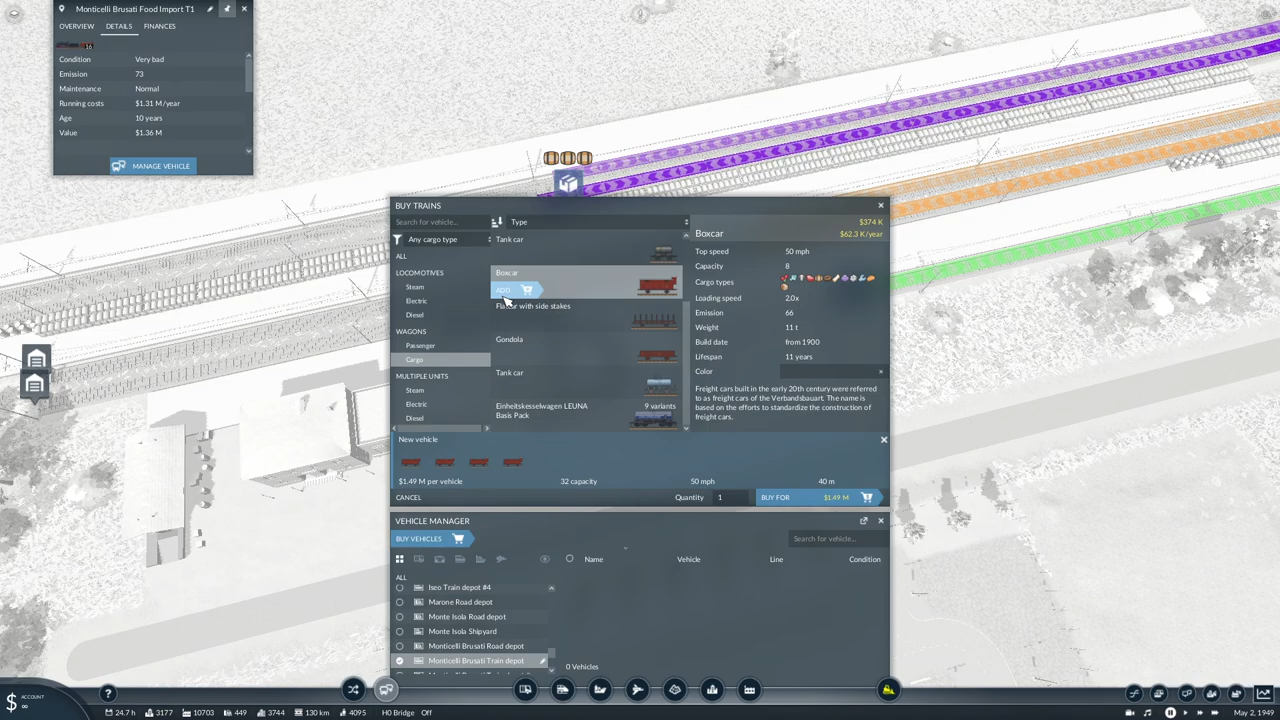 Monticelli Brusati Food Import T1
OVERVIEW DETAILS FINANCES
16
Condition Very bad
Emission 73
Maintenance Normal
Running costs $1.31 M/year
Age 10 years
Value $1.36 M
MANAGE VEHICLE
BUY TRAINS
Search for vehicle... Type
Any cargo type
ALL
LOCOMOTIVES
Steam
Electric
Diesel
WAGONS
Passenger
Cargo
MULTIPLE UNITS
Steam
Electric
Diesel
Tank car
Boxcar
ADD
Flatcar with side stakes
Gondola
Tank car
Einheitskesselwagen LEUNA 9 variants
Basis Pack
$374 K
Boxcar $62.3 K/year
Top speed 50 mph
Capacity 8
Cargo types
Loading speed 2.0x
Emission 66
Weight 11 t
Build date from 1900
Lifespan 11 years
Color
Freight cars built in the early 20th century were referred
to as freight cars of the Verbandsbauart. The name is
based on the efforts to standardize the construction of
freight cars.
New vehicle
$1.49 M per vehicle 32 capacity 50 mph 40 m
CANCEL Quantity 1 BUY FOR $1.49 M
VEHICLE MANAGER
BUY VEHICLES Search for vehicle...
Name Vehicle Line Condition
ALL
Iseo Train depot #4
Marone Road depot
Monte Isola Road depot
Monte Isola Shipyard
Monticelli Brusati Road depot
Monticelli Brusati Train depot
0 Vehicles
$ ACCOUNT
∞
?
24.7 h 3177 10703 449 3744 130 km 4095 H0 Bridge Off May 2, 1949